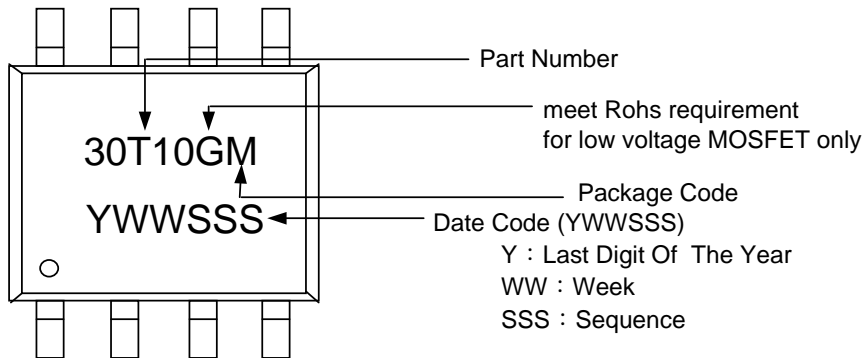 Part Number
meet Rohs requirement
for low voltage MOSFET only
30T10GM
Package Code
YWWSSS
Date Code (YWWSSS)
Y：Last Digit Of The Year
WW：Week
SSS：Sequence